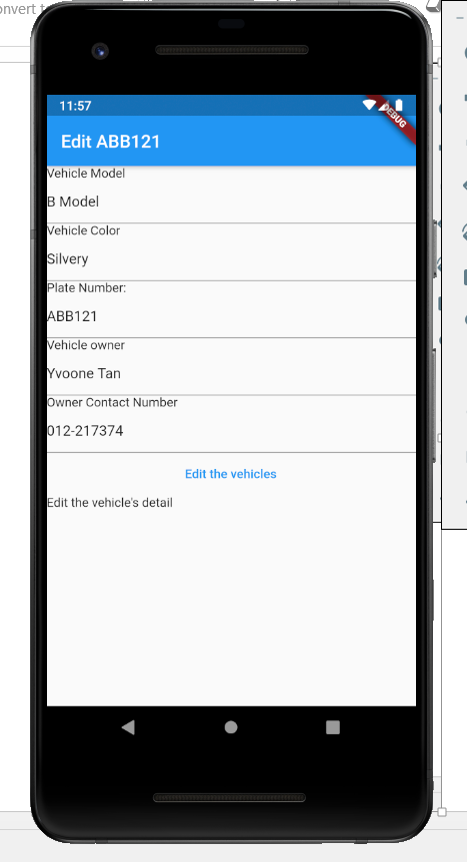 onvert t
11:57
DEBUG
Edit ABB121
Vehicle Model
B Model
Vehicle Color
Silvery
Plate Number:
ABB121
Vehicle owner
Yvoone Tan
Owner Contact Number
012-217374
Edit the vehicles
Edit the vehicle's detail